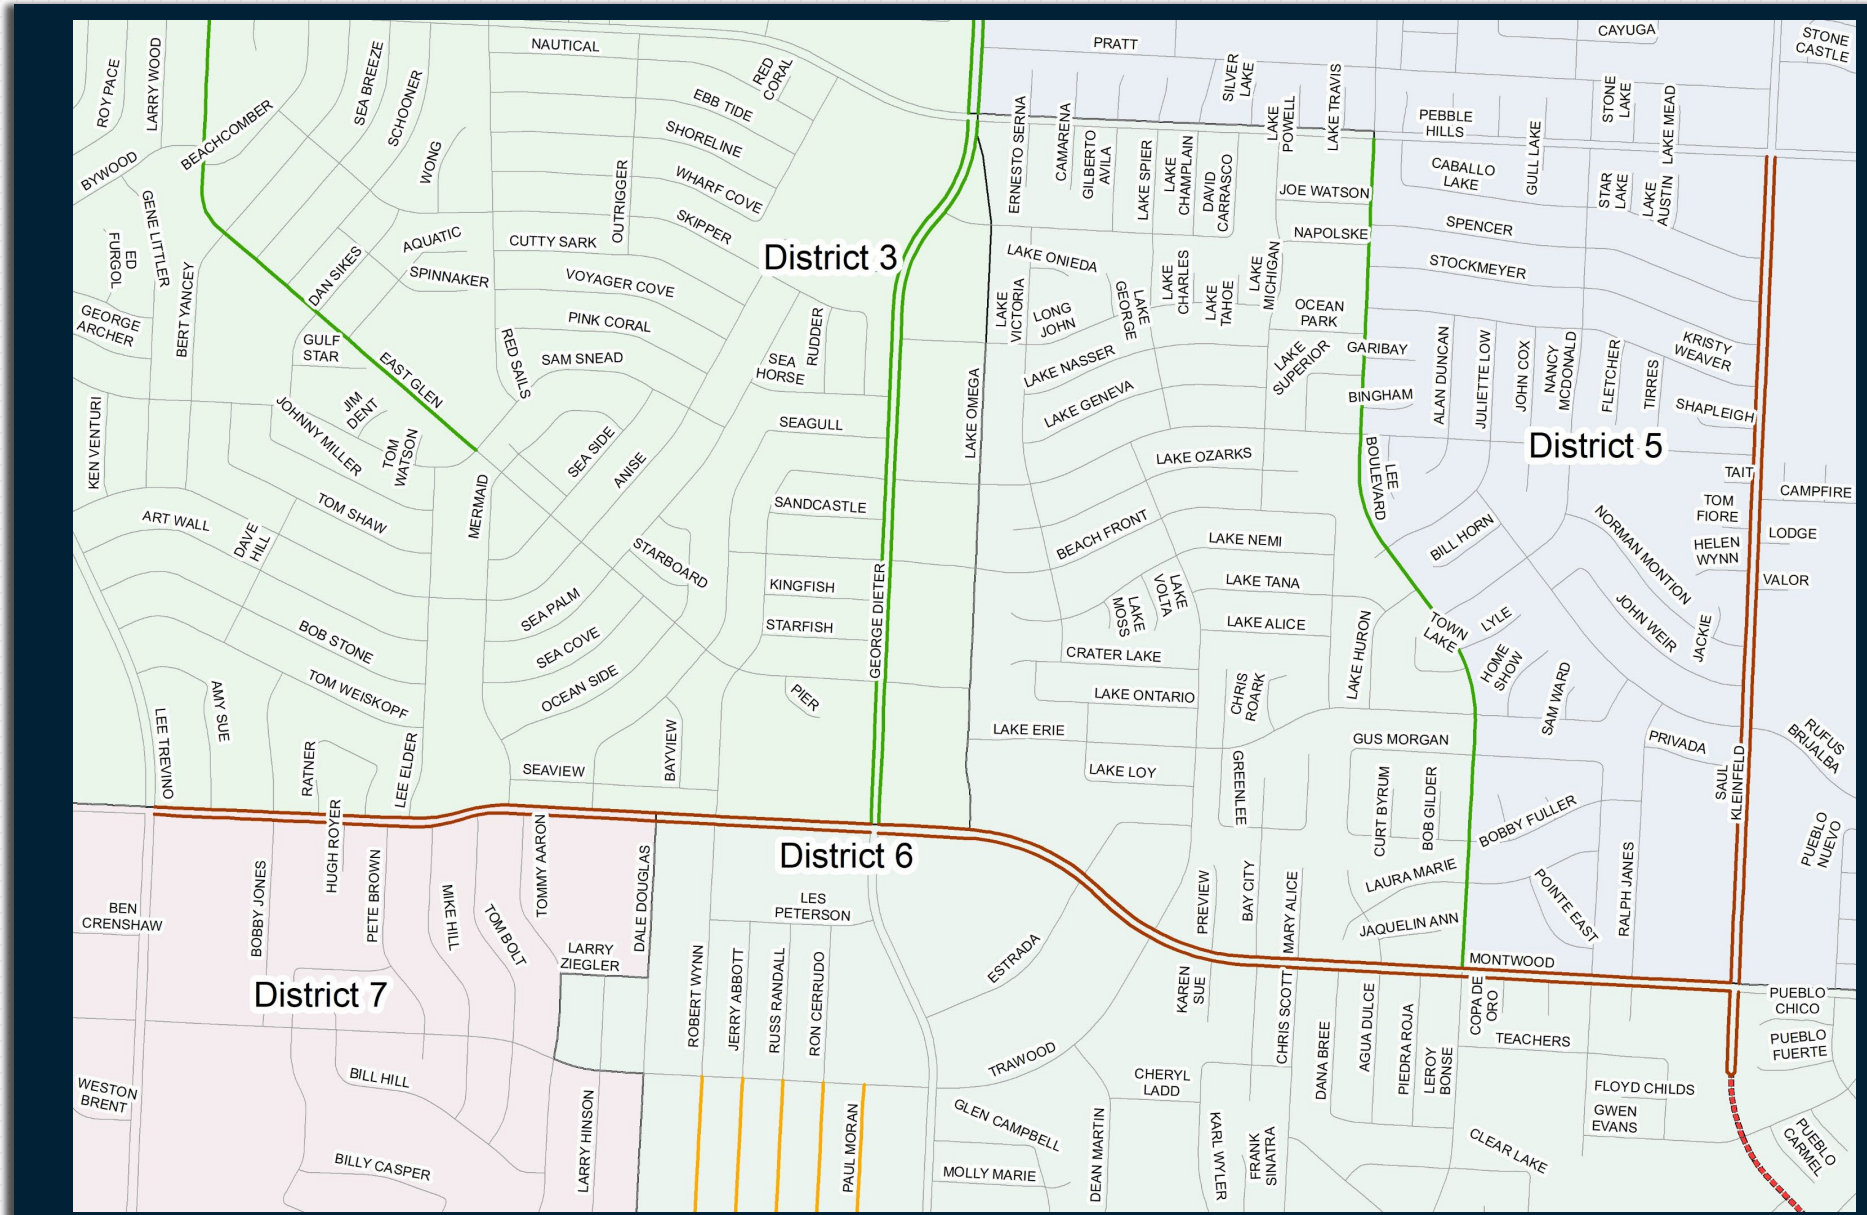 NAUTICAL
PRATT
CAYUGA
STONE
CASTLE
ROY PACE
LARRY WOOD
SEA BREEZE
SCHOONER
RED
CORAL
EBB TIDE
SHORELINE
WHARF COVE
SKIPPER
BEACHCOMBER
WONG
OUTRIGGER
BYWOOD
GENE LITTLER
ED
FURGOL
BERT YANCEY
GEORGE
ARCHER
DAN SIKES
AQUATIC
SPINNAKER
CUTTY SARK
VOYAGER COVE
PINK CORAL
SAM SNEAD
RED SAILS
District 3
RUDDER
SEA
HORSE
SEAGULL
SANDCASTLE
KINGFISH
STARFISH
GEORGE DIETER
GULF
STAR
EAST GLEN
JIM
DENT
JOHNNY MILLER
TOM
WATSON
KEN VENTURI
ART WALL
DAVE
HILL
TOM SHAW
MERMAID
SEA SIDE
ANISE
STARBOARD
SEA PALM
SEA COVE
OCEAN SIDE
BOB STONE
TOM WEISKOPF
AMY SUE
LEE TREVINO
RATNER
LEE ELDER
SEAVIEW
BAYVIEW
PIER
ERNESTO SERNA
CAMARENA
GILBERTO
AVILA
LAKE SPIER
LAKE
CHAMPLAIN
DAVID
CARRASCO
SILVER
LAKE
LAKE
POWELL
LAKE TRAVIS
PEBBLE
HILLS
GULL LAKE
STONE
LAKE
LAKE MEAD
CABALLO
LAKE
STAR
LAKE
LAKE
AUSTIN
JOE WATSON
NAPOLSKE
SPENCER
STOCKMEYER
LAKE ONIEDA
LAKE
VICTORIA
LONG
JOHN
LAKE
GEORGE
LAKE
CHARLES
LAKE
TAHOE
LAKE
MICHIGAN
OCEAN
PARK
LAKE
SUPERIOR
GARIBAY
BINGHAM
LAKE NASSER
LAKE GENEVA
LAKE OMEGA
LAKE OZARKS
BEACH FRONT
LAKE NEMI
LAKE TANA
LAKE ALICE
LAKE
VOLTA
LAKE
MOSS
CRATER LAKE
LAKE ONTARIO
LAKE ERIE
LAKE LOY
CHRIS
ROARK
LAKE HURON
GREENLEE
GUS MORGAN
CURT BYRUM
BOB GILDER
LAURA MARIE
JAQUELIN ANN
LEE
BOULEVARD
ALAN DUNCAN
JULIETTE LOW
JOHN COX
NANCY
MCDONALD
FLETCHER
TIRRES
KRISTY
WEAVER
SHAPLEIGH
District 5
TAIT
TOM
FIORE
HELEN
WYNN
CAMPFIRE
LODGE
VALOR
BILL HORN
NORMAN MONTION
JOHN WEIR
JACKIE
TOWN
LAKE
LYLE
HOME
SHOW
SAM WARD
PRIVADA
SAUL
KLEINFELD
RUFUS
BRIJALBA
PUEBLO
NUEVO
BOBBY FULLER
POINTE EAST
RALPH JANES
MONTWOOD
District 6
HUGH ROYER
BOBBY JONES
PETE BROWN
MIKE HILL
TOM BOLT
TOMMY AARON
DALE DOUGLAS
LARRY
ZIEGLER
BEN
CRENSHAW
District 7
WESTON
BRENT
BILL HILL
BILLY CASPER
LARRY HINSON
LES
PETERSON
ROBERT WYNN
JERRY ABBOTT
RUSS RANDALL
RON CERRUDO
PAUL MORAN
ESTRADA
TRAWOOD
GLEN CAMPBELL
MOLLY MARIE
DEAN MARTIN
CHERYL
LADD
KARL WYLER
FRANK
SINATRA
PREVIEW
BAY CITY
MARY ALICE
KAREN
SUE
CHRIS SCOTT
DANA BREE
AGUA DULCE
PIEDRA ROJA
LEROY
BONSE
COPA DE
ORO
TEACHERS
FLOYD CHILDS
GWEN
EVANS
CLEAR LAKE
PUEBLO
CHICO
PUEBLO
FUERTE
PUEBLO
CARMEL